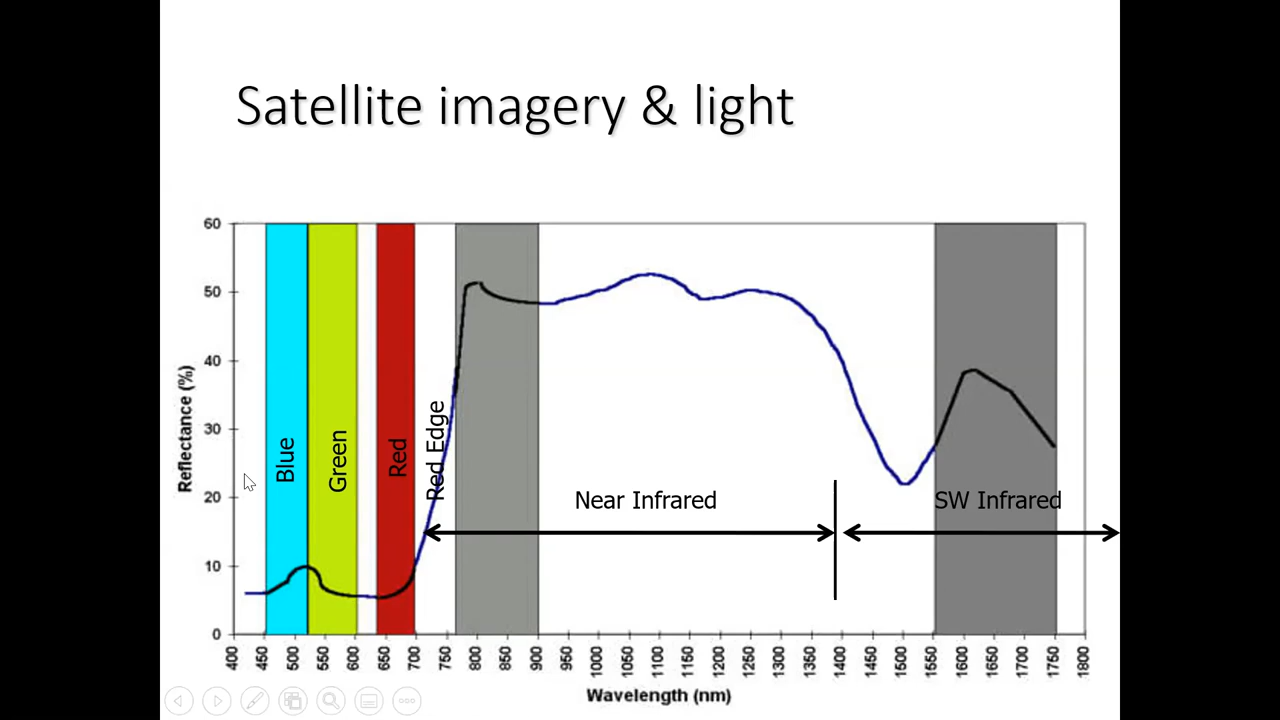 Satellite imagery & light
60
50
40
30
20
10
0
Reflectance (%)
Blue
Green
Red
Red Edge
Near Infrared
SW Infrared
400 450 500 550 600 650 700 750 800 850 900 950 1000 1050 1100 1150 1200 1250 1300 1350 1400 1450 1500 1550 1600 1650 1700 1750 1800
Wavelength (nm)